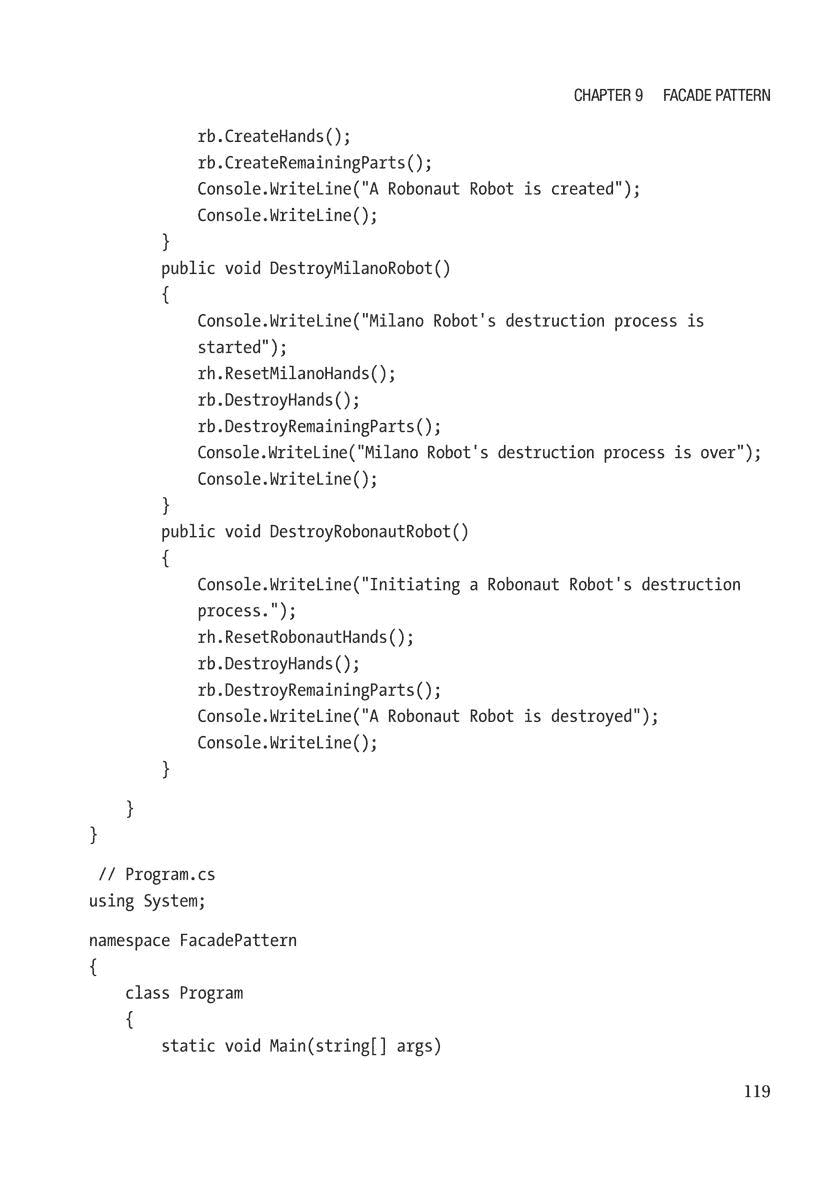 CHAPTER 9 FACADE PATTERN
rb.CreateHands();
rb.CreateRemainingParts();
Console.WriteLine("A Robonaut Robot is created");
Console.WriteLine();
}
public void DestroyMilanoRobot()
{
Console.WriteLine("Milano Robot's destruction process is
started");
rh.ResetMilanoHands();
rb.DestroyHands();
rb.DestroyRemainingParts();
Console.WriteLine("Milano Robot's destruction process is over");
Console.WriteLine();
}
public void DestroyRobonautRobot()
{
Console.WriteLine("Initiating a Robonaut Robot's destruction
process.");
rh.ResetRobonautHands();
rb.DestroyHands();
rb.DestroyRemainingParts();
Console.WriteLine("A Robonaut Robot is destroyed");
Console.WriteLine();
}
}
}
// Program.cs
using System;
namespace FacadePattern
{
class Program
{
static void Main(string[] args)
119